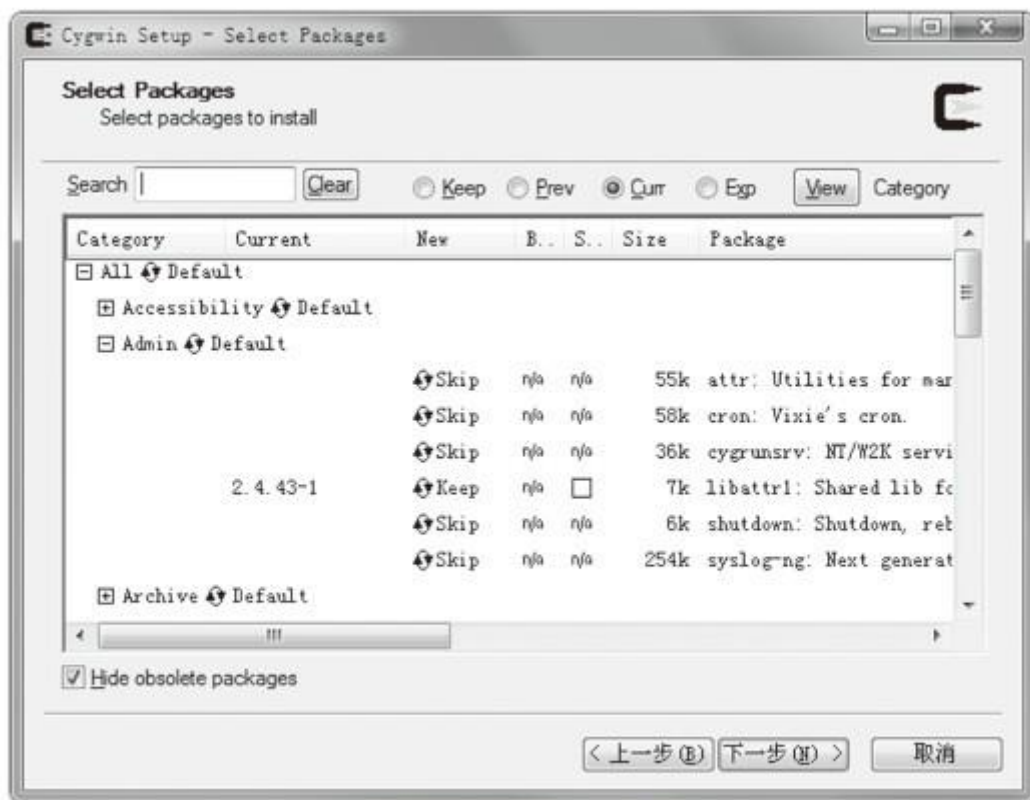 Cygwin Setup - Select Packages
Select Packages
Select packages to install
Search Clear Keep Prev Curr Exp View Category
Category Current New B.. S.. Size Package
All Default
Accessibility Default
Admin Default
Skip n/a n/a 55k attr: Utilities for mar
Skip n/a n/a 58k cron: Vixie's cron.
Skip n/a n/a 36k cygrunsrv: NT/W2K servi
2.4.43-1 Keep n/a 7k libattr1: Shared lib fo
Skip n/a n/a 6k shutdown: Shutdown, reb
Skip n/a n/a 254k syslog-ng: Next generat
Archive Default
Hide obsolete packages
< 上一步(B) 下一步(N) > 取消